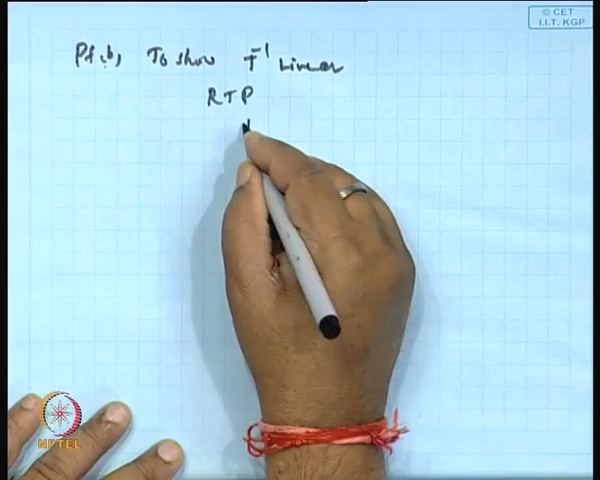 © CET
I.I.T. KGP
Pf(b) To show T⁻¹ Linear
RTP
NPTEL